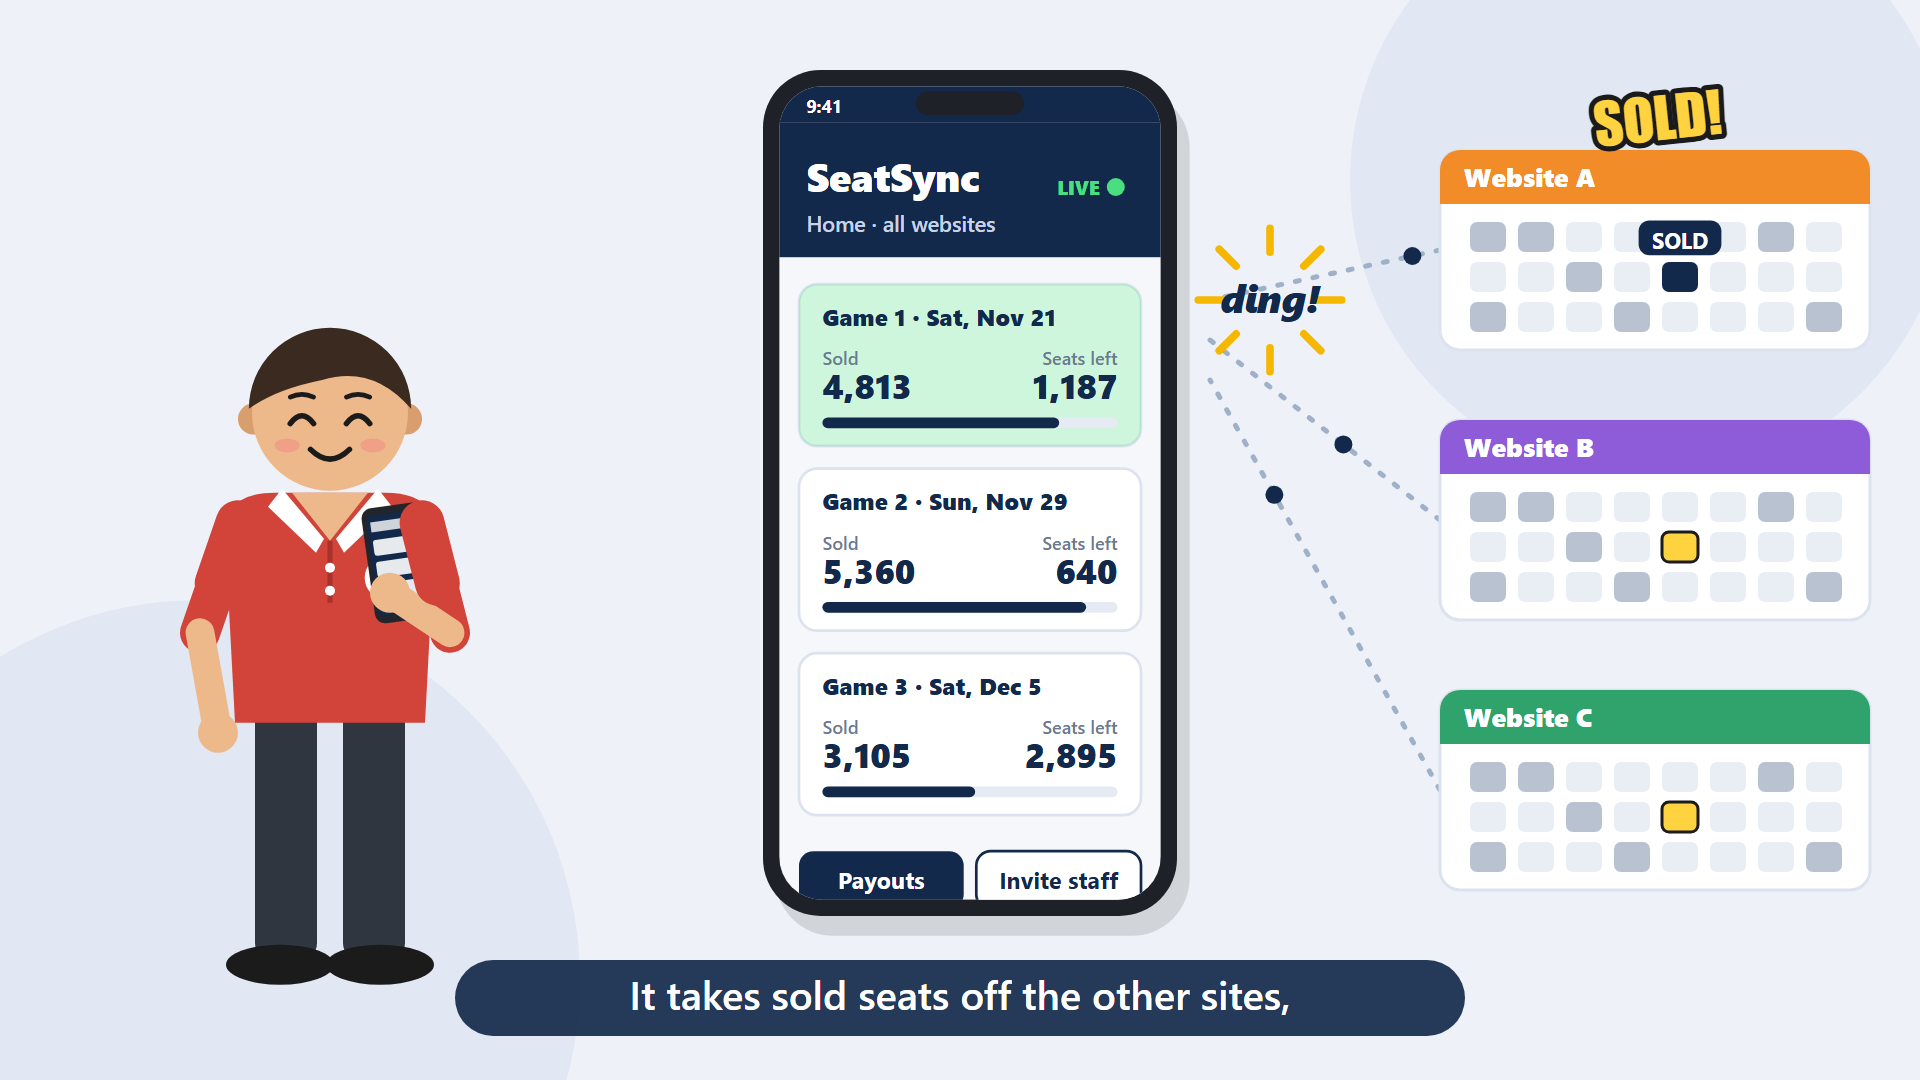 9:41
SeatSync
LIVE
Home · all websites
Game 1 · Sat, Nov 21
Sold Seats left
4,813 1,187
Game 2 · Sun, Nov 29
Sold Seats left
5,360 640
Game 3 · Sat, Dec 5
Sold Seats left
3,105 2,895
Payouts Invite staff
ding!
SOLD!
Website A
SOLD
Website B
Website C
It takes sold seats off the other sites,